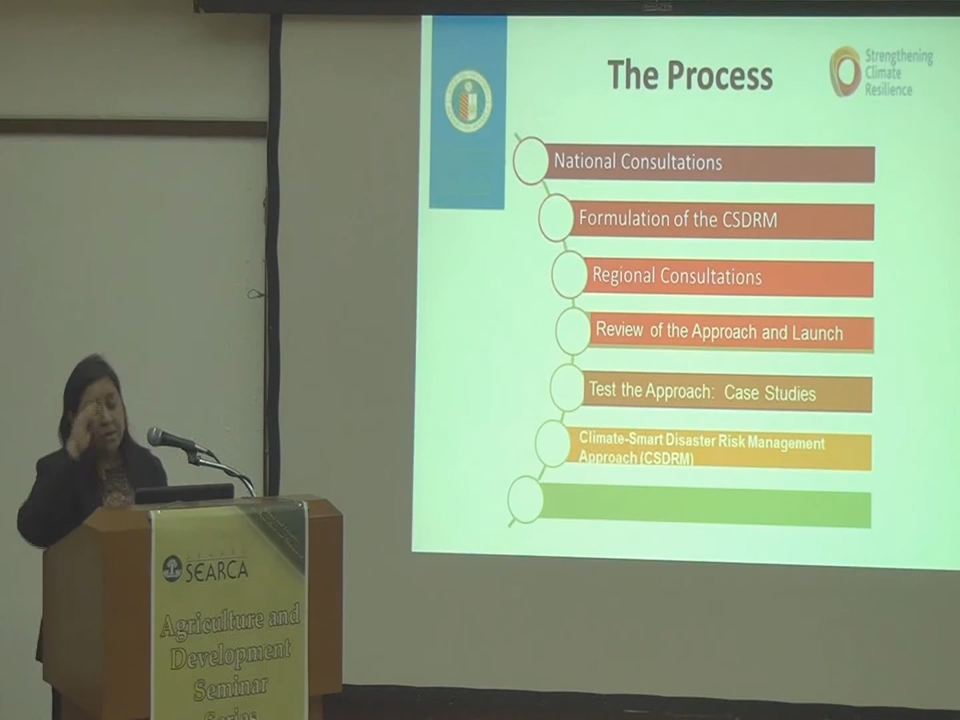 The Process
Strengthening
Climate
Resilience
National Consultations
Formulation of the CSDRM
Regional Consultations
Review of the Approach and Launch
Test the Approach: Case Studies
Climate-Smart Disaster Risk Management
Approach (CSDRM)
SEARCA
Agriculture and
Development
Seminar
Series